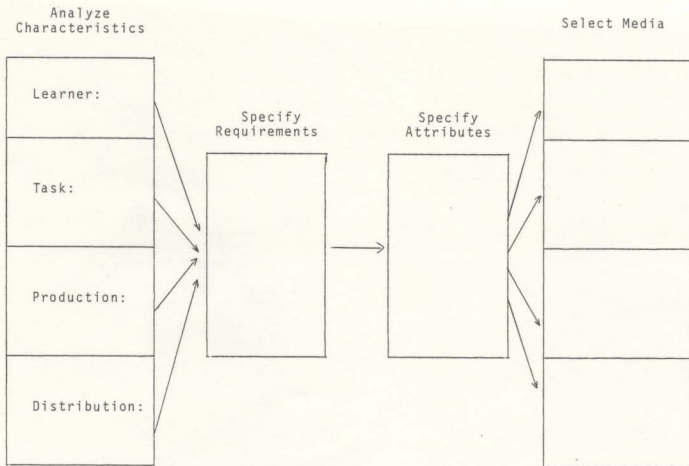 Analyze
Characteristics
Learner:
Task:
Production:
Distribution:
Specify
Requirements
Specify
Attributes
Select Media